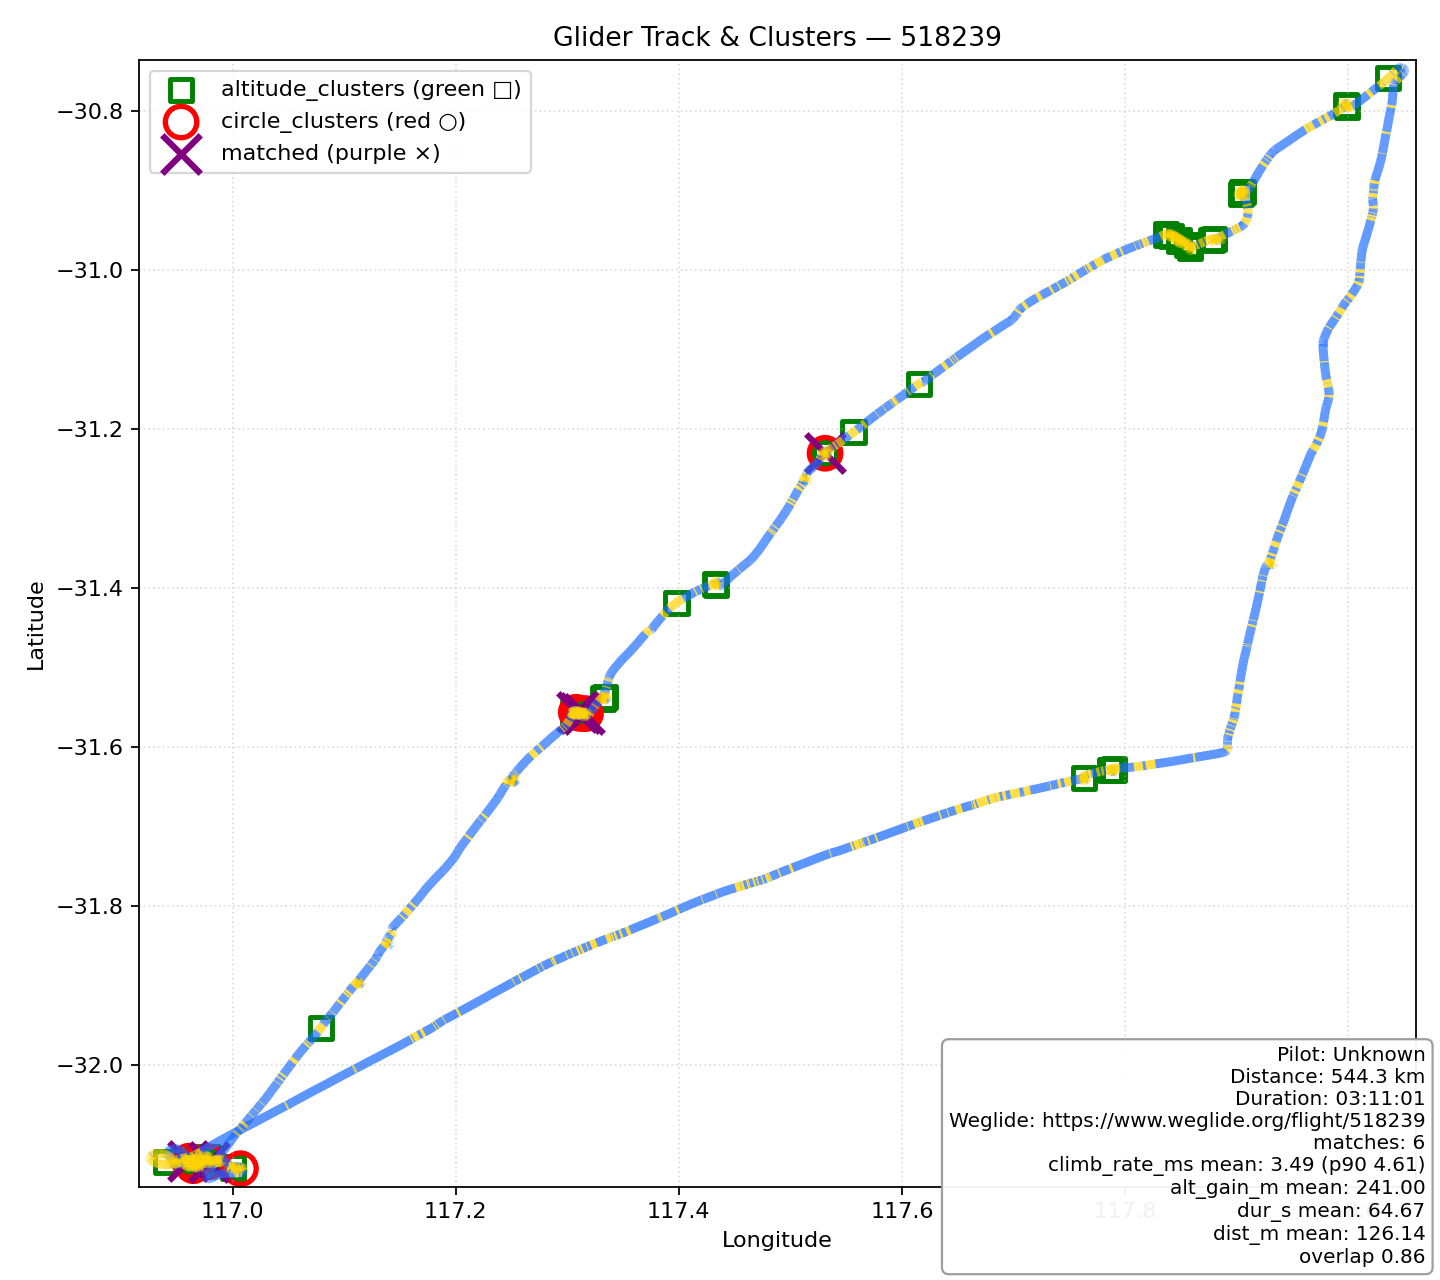 Glider Track & Clusters — 518239
altitude_clusters (green □)
circle_clusters (red ○)
matched (purple ×)
−30.8
−31.0
−31.2
−31.4
−31.6
−31.8
−32.0
Latitude
117.0
117.2
117.4
117.6
117.8
Longitude
Pilot: Unknown
Distance: 544.3 km
Duration: 03:11:01
Weglide: https://www.weglide.org/flight/518239
matches: 6
climb_rate_ms mean: 3.49 (p90 4.61)
alt_gain_m mean: 241.00
dur_s mean: 64.67
dist_m mean: 126.14
overlap 0.86